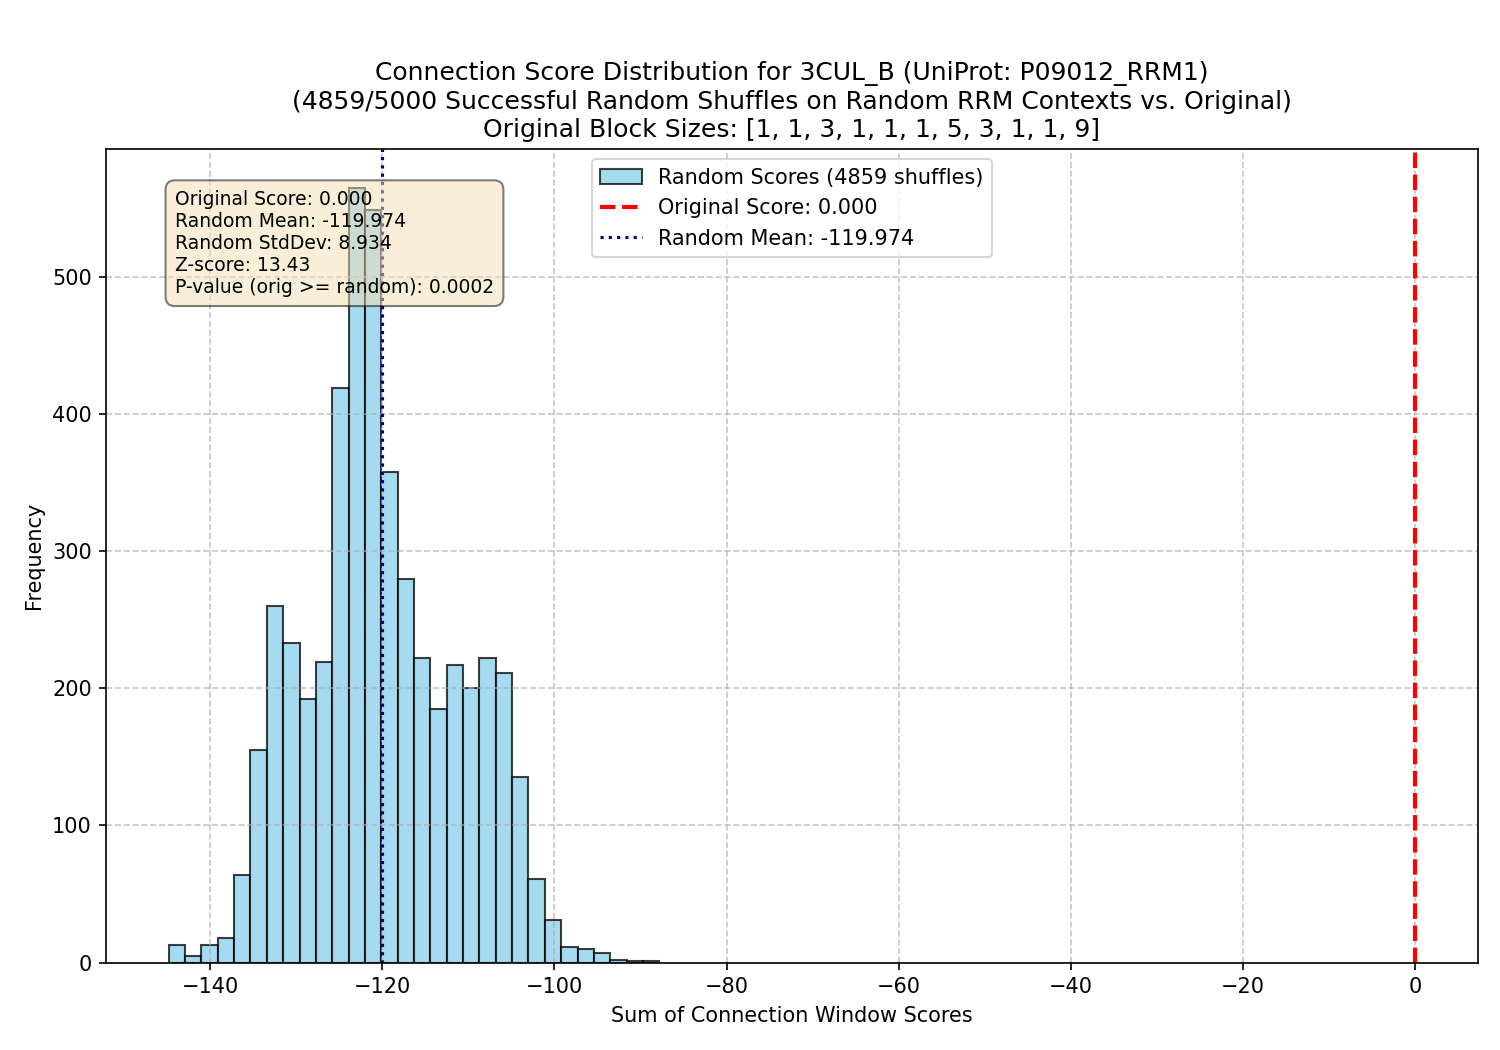 Connection Score Distribution for 3CUL_B (UniProt: P09012_RRM1)
(4859/5000 Successful Random Shuffles on Random RRM Contexts vs. Original)
Original Block Sizes: [1, 1, 3, 1, 1, 1, 5, 3, 1, 1, 9]
Original Score: 0.000
Random Mean: -119.974
Random StdDev: 8.934
Z-score: 13.43
P-value (orig >= random): 0.0002
Random Scores (4859 shuffles)
Original Score: 0.000
Random Mean: -119.974
Frequency
500
400
300
200
100
0
−140 −120 −100 −80 −60 −40 −20 0
Sum of Connection Window Scores